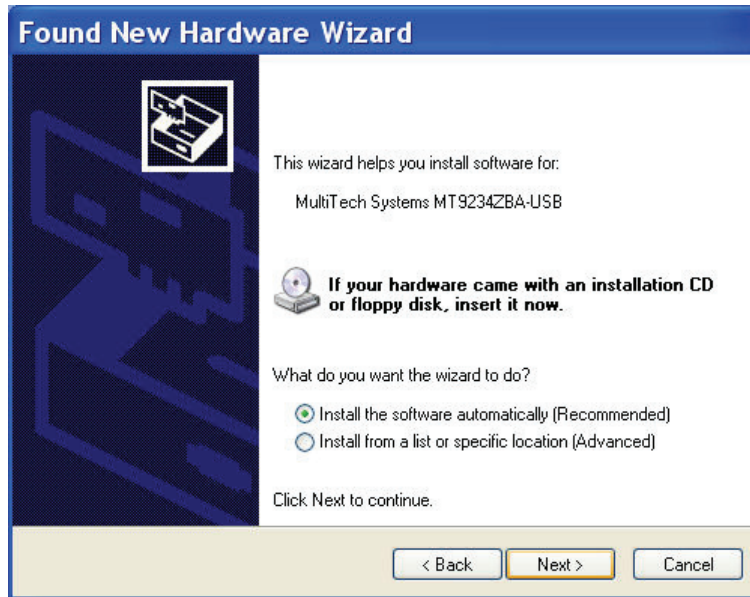 Found New Hardware Wizard
This wizard helps you install software for:
MultiTech Systems MT9234ZBA-USB
If your hardware came with an installation CD
or floppy disk, insert it now.
What do you want the wizard to do?
Install the software automatically (Recommended)
Install from a list or specific location (Advanced)
Click Next to continue.
< Back Next > Cancel